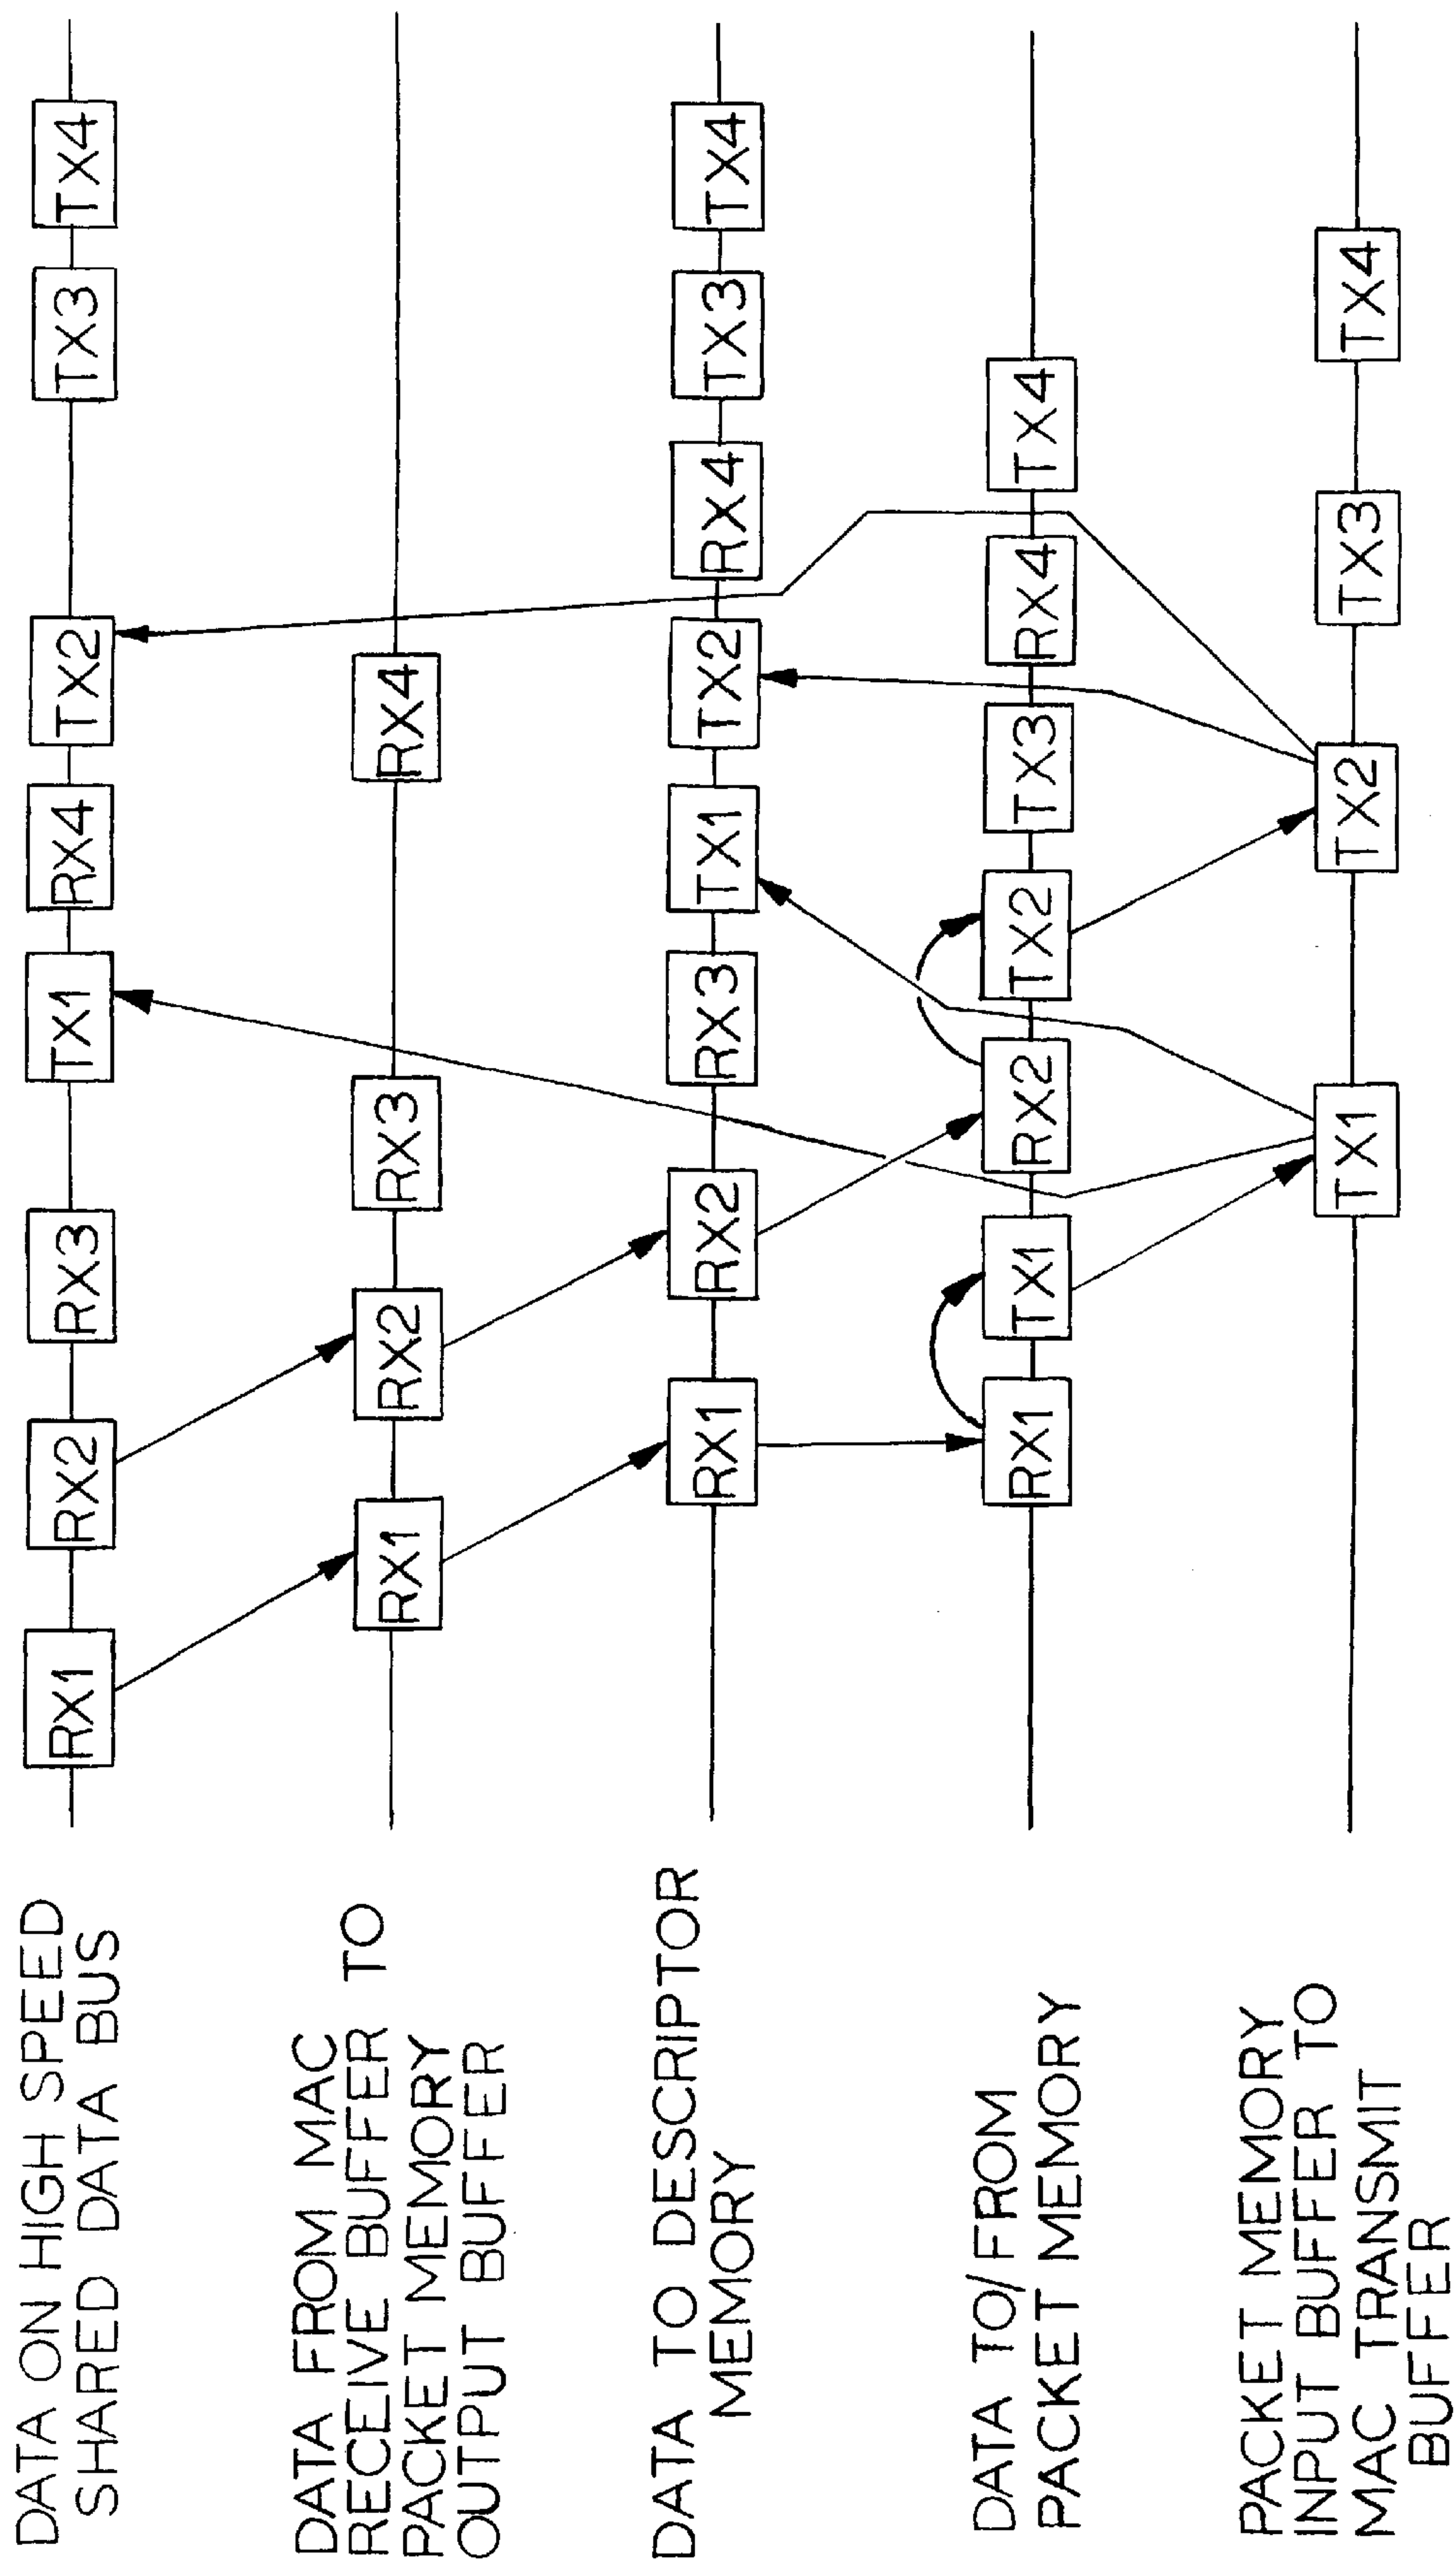 DATA ON HIGH SPEED
SHARED DATA BUS
RX1 RX2 RX3 TX1 RX4 TX2 TX3 TX4
DATA FROM MAC
RECEIVE BUFFER TO
PACKET MEMORY
OUTPUT BUFFER
RX1 RX2 RX3 RX4
DATA TO DESCRIPTOR
MEMORY
RX1 RX2 RX3 TX1 TX2 RX4 TX3 TX4
DATA TO/FROM
PACKET MEMORY
RX1 TX1 RX2 TX2 TX3 RX4 TX4
PACKET MEMORY
INPUT BUFFER TO
MAC TRANSMIT
BUFFER
TX1 TX2 TX3 TX4